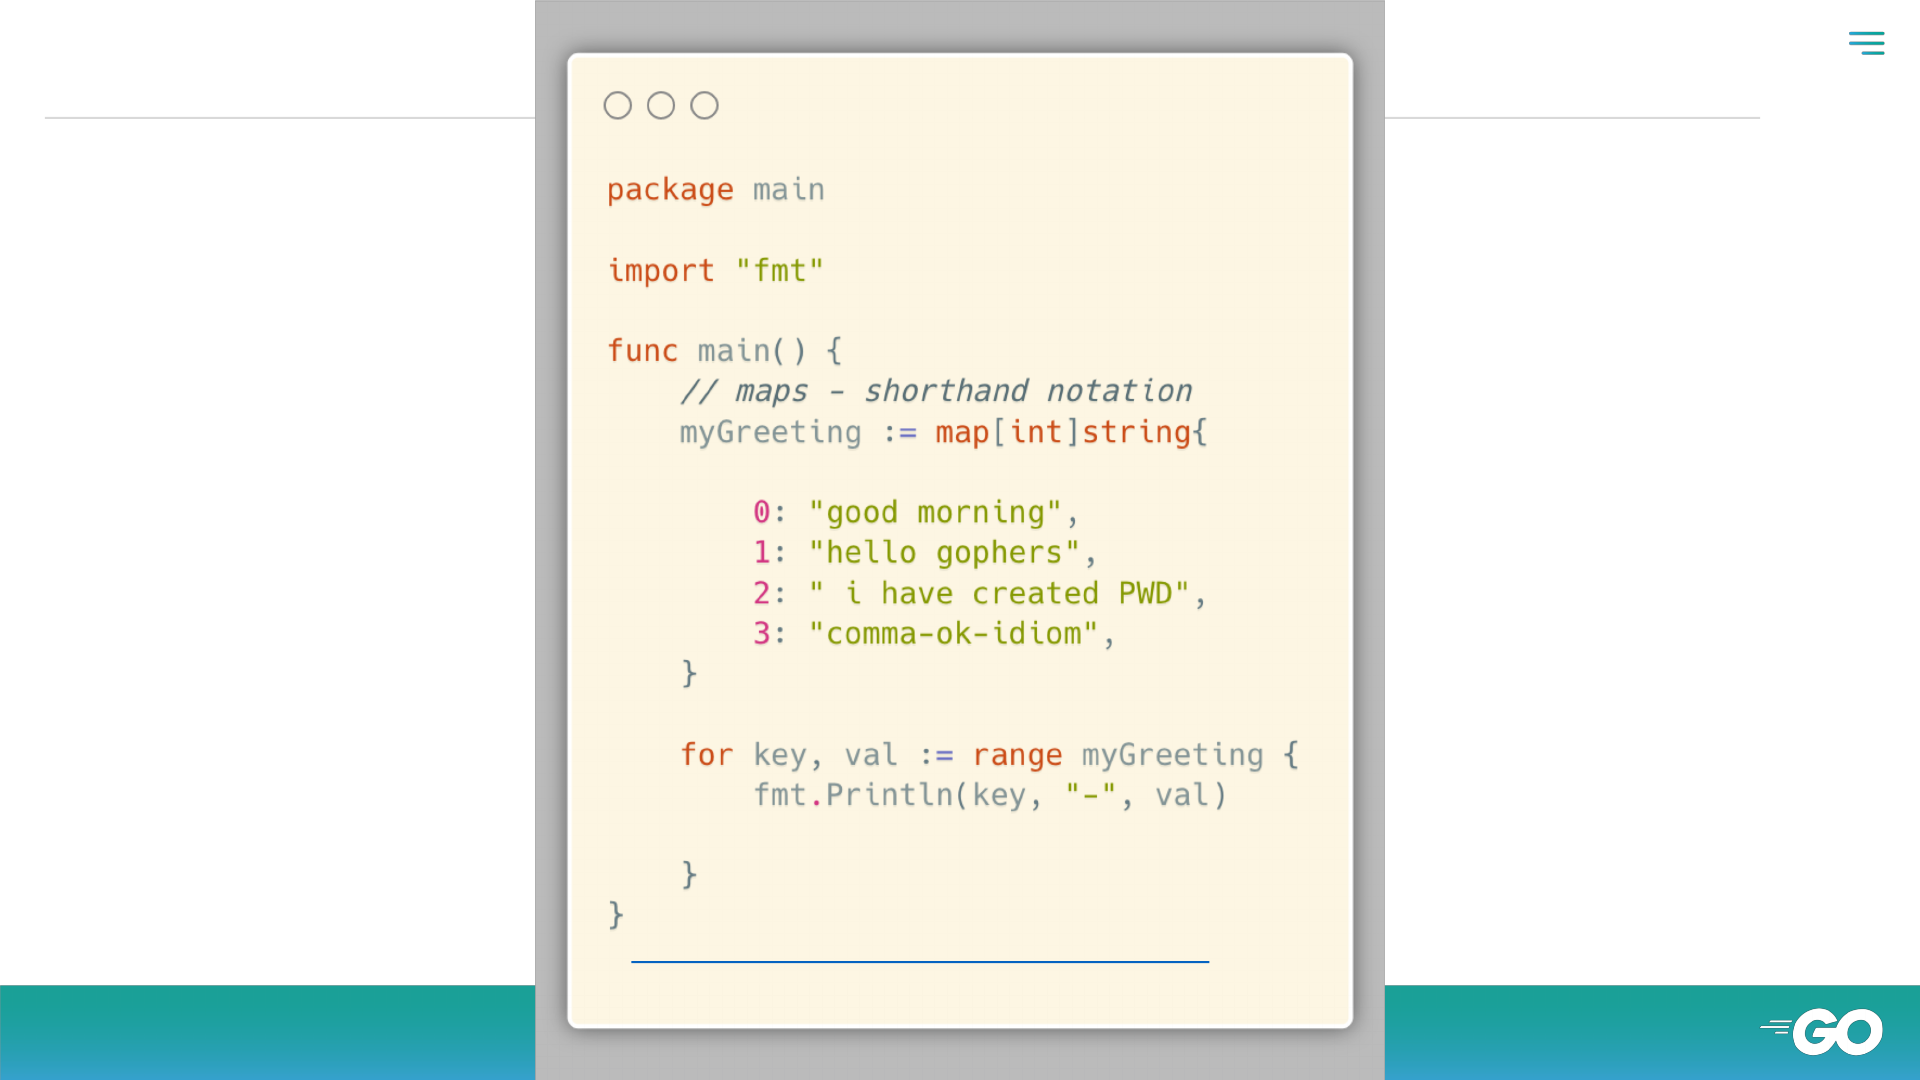 package main
import "fmt"
func main() {
// maps - shorthand notation
myGreeting := map[int]string{
0: "good morning",
1: "hello gophers",
2: " i have created PWD",
3: "comma-ok-idiom",
}
for key, val := range myGreeting {
fmt.Println(key, "-", val)
}
}
GO